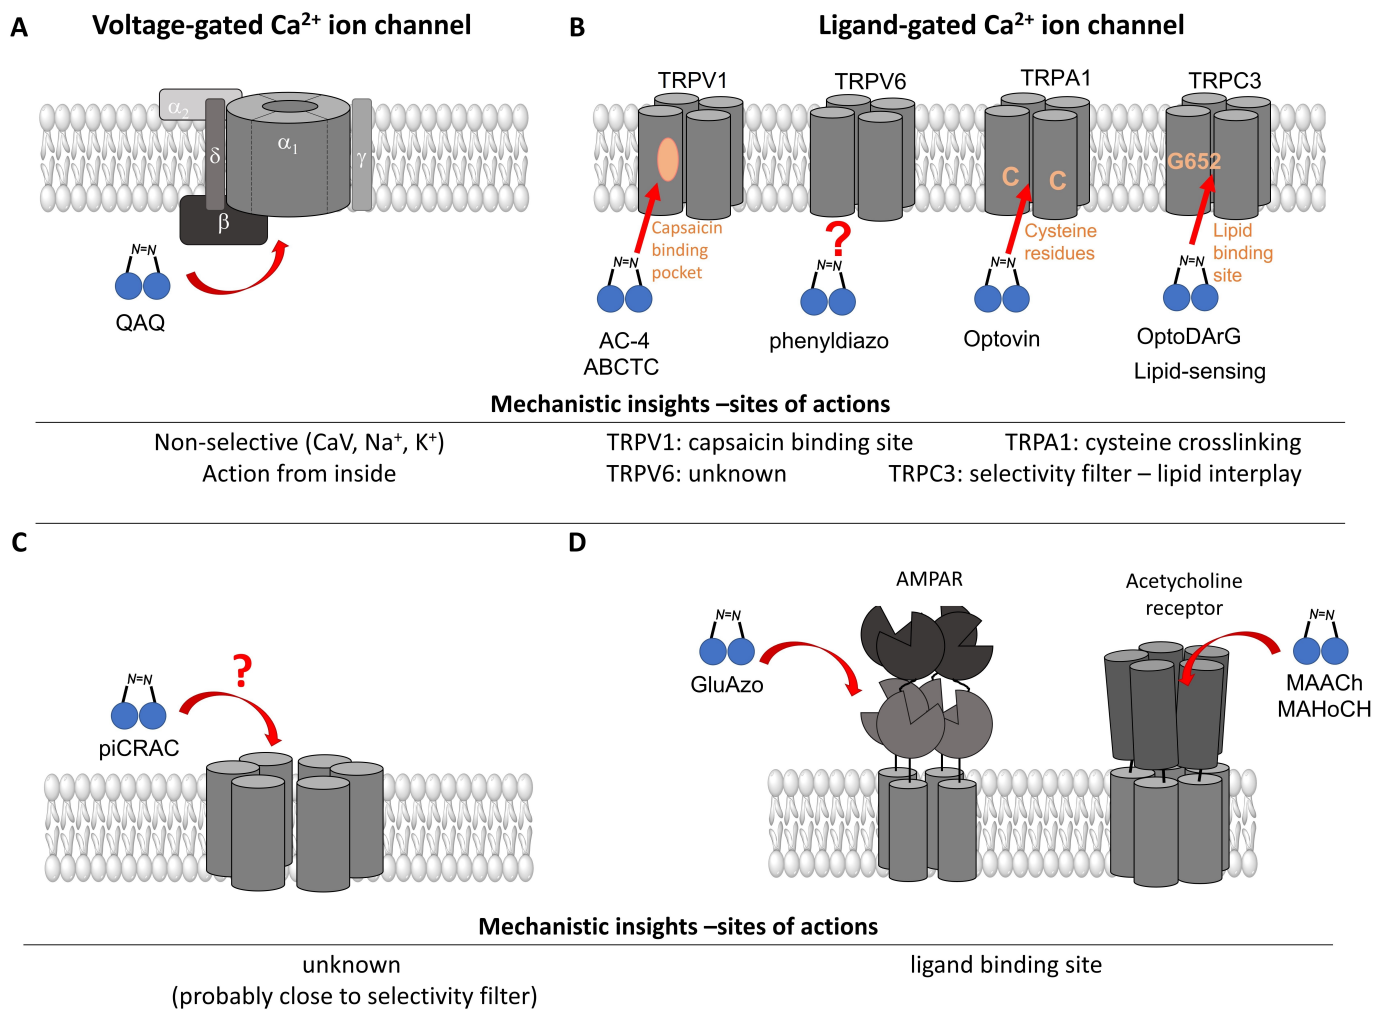 A
Voltage-gated Ca²⁺ ion channel
α₂
δ
α₁
γ
β
N=N
QAQ
B
Ligand-gated Ca²⁺ ion channel
TRPV1
TRPV6
TRPA1
TRPC3
C
C
G652
Capsaicin
binding
pocket
?
Cysteine
residues
Lipid
binding
site
N=N
N=N
N=N
N=N
AC-4
ABCTC
phenyldiazo
Optovin
OptoDArG
Lipid-sensing
Mechanistic insights –sites of actions
Non-selective (CaV, Na⁺, K⁺)
Action from inside
TRPV1: capsaicin binding site
TRPA1: cysteine crosslinking
TRPV6: unknown
TRPC3: selectivity filter – lipid interplay
C
?
N=N
piCRAC
D
AMPAR
N=N
GluAzo
Acetycholine
receptor
N=N
MAACh
MAHoCH
Mechanistic insights –sites of actions
unknown
(probably close to selectivity filter)
ligand binding site